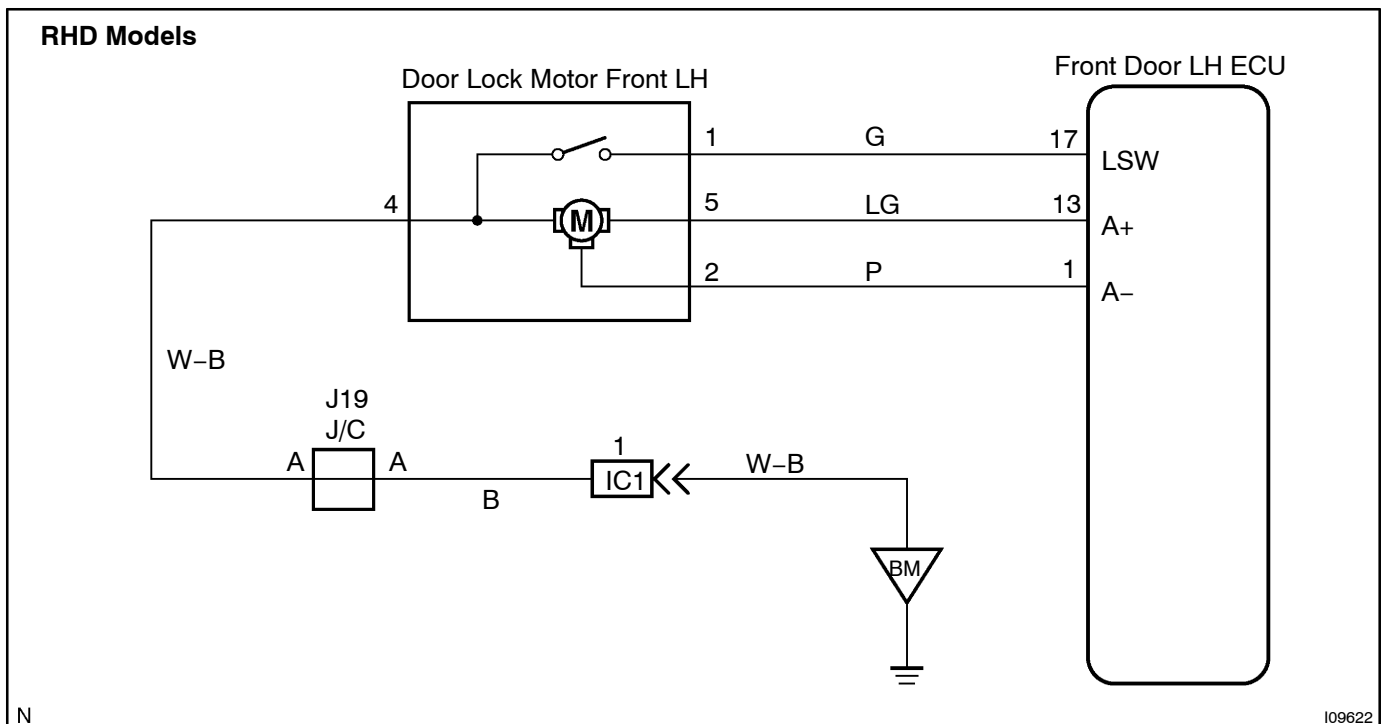 RHD Models
Door Lock Motor Front LH
Front Door LH ECU
1
G
17
LSW
4
M
5
LG
13
A+
2
P
1
A−
W−B
J19
J/C
A
A
B
1
IC1
W−B
BM
N
I09622